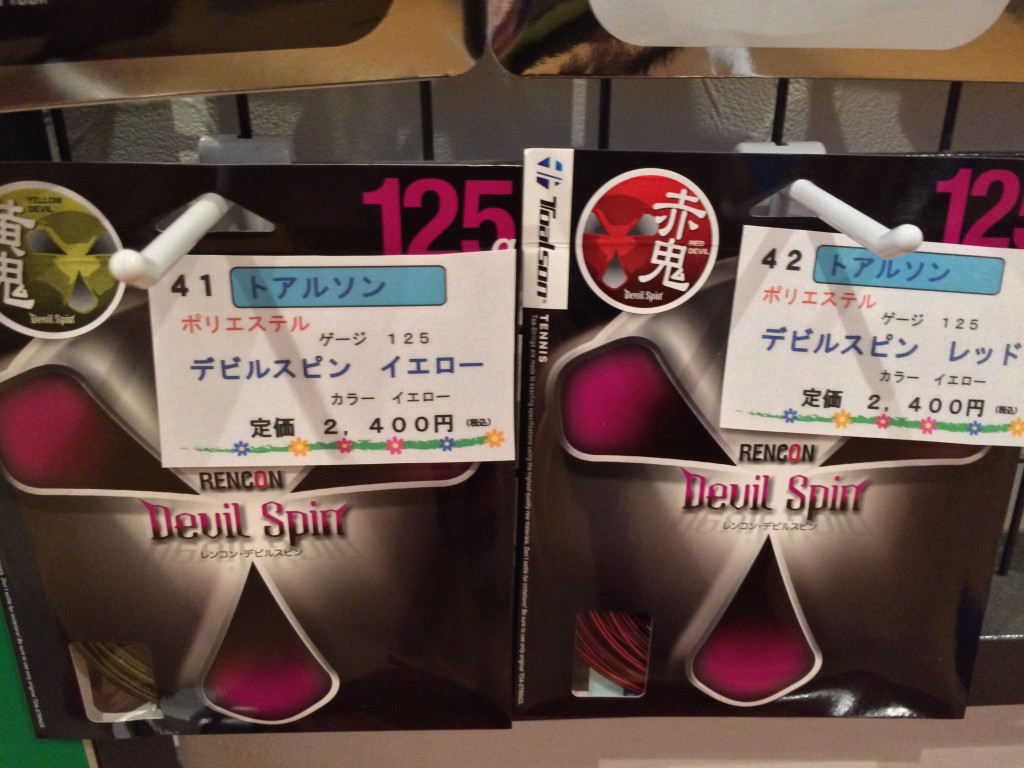 YELLOW
DEVIL
黄鬼
Devil Spin
125
41 トアルソン
ポリエステル
ゲージ 125
デビルスピン イエロー
カラー イエロー
定価 2,400円 (税込)
RENCON
Devil Spin
レンコン・デビルスピン
Toalson
TENNIS
赤鬼
RED
DEVIL
Devil Spin
125
42 トアルソン
ポリエステル
ゲージ 125
デビルスピン レッド
カラー イエロー
定価 2,400円 (税込)
RENCON
Devil Spin
レンコン・デビルスピン